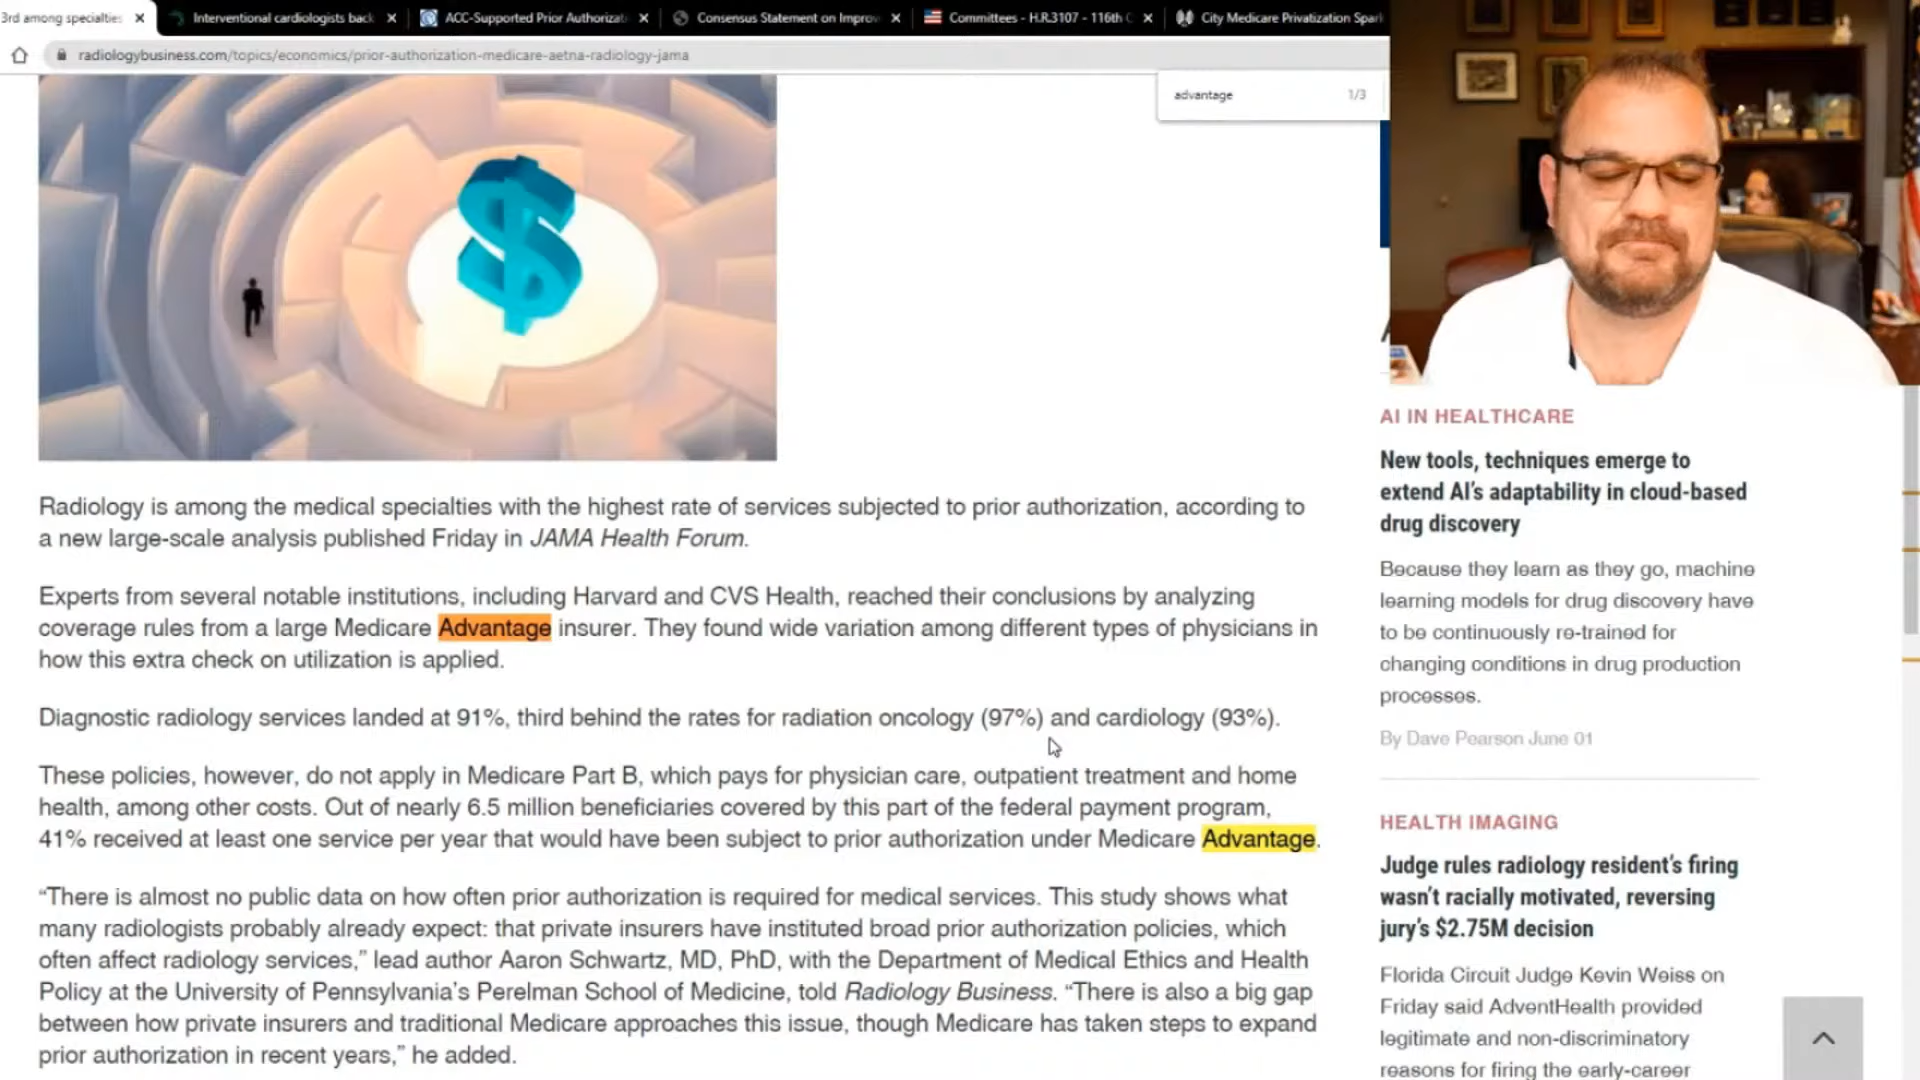 3rd among specialties
Interventional cardiologists back
ACC-Supported Prior Authorizat
Consensus Statement on Improv
Committees - H.R.3107 - 116th C
City Medicare Privatization Spark
radiologybusiness.com/topics/economics/prior-authorization-medicare-aetna-radiology-jama
advantage 1/3
$
Radiology is among the medical specialties with the highest rate of services subjected to prior authorization, according to
a new large-scale analysis published Friday in JAMA Health Forum.
Experts from several notable institutions, including Harvard and CVS Health, reached their conclusions by analyzing
coverage rules from a large Medicare Advantage insurer. They found wide variation among different types of physicians in
how this extra check on utilization is applied.
Diagnostic radiology services landed at 91%, third behind the rates for radiation oncology (97%) and cardiology (93%).
These policies, however, do not apply in Medicare Part B, which pays for physician care, outpatient treatment and home
health, among other costs. Out of nearly 6.5 million beneficiaries covered by this part of the federal payment program,
41% received at least one service per year that would have been subject to prior authorization under Medicare Advantage.
“There is almost no public data on how often prior authorization is required for medical services. This study shows what
many radiologists probably already expect: that private insurers have instituted broad prior authorization policies, which
often affect radiology services,” lead author Aaron Schwartz, MD, PhD, with the Department of Medical Ethics and Health
Policy at the University of Pennsylvania’s Perelman School of Medicine, told Radiology Business. “There is also a big gap
between how private insurers and traditional Medicare approaches this issue, though Medicare has taken steps to expand
prior authorization in recent years,” he added.
AI IN HEALTHCARE
New tools, techniques emerge to
extend AI’s adaptability in cloud-based
drug discovery
Because they learn as they go, machine
learning models for drug discovery have
to be continuously re-trained for
changing conditions in drug production
processes.
By Dave Pearson June 01
HEALTH IMAGING
Judge rules radiology resident’s firing
wasn’t racially motivated, reversing
jury’s $2.75M decision
Florida Circuit Judge Kevin Weiss on
Friday said AdventHealth provided
legitimate and non-discriminatory
reasons for firing the early-career